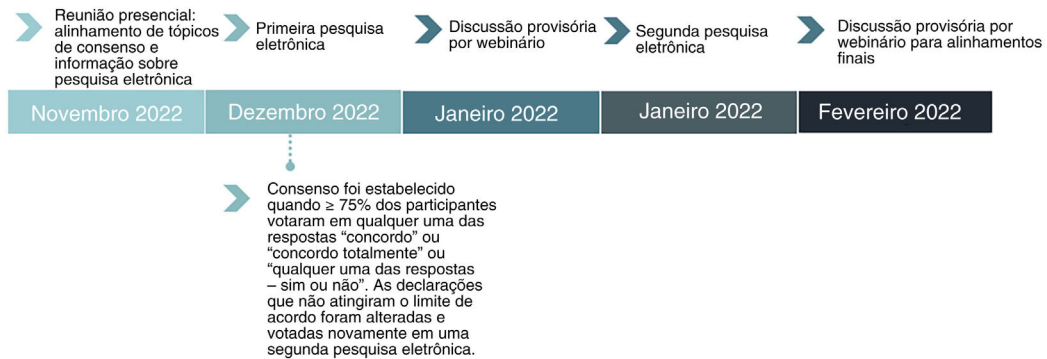 Reunião presencial:
alinhamento de tópicos
de consenso e
informação sobre
pesquisa eletrônica
Primeira pesquisa
eletrônica
Discussão provisória
por webinário
Segunda pesquisa
eletrônica
Discussão provisória por
webinário para alinhamentos
finais
Novembro 2022
Dezembro 2022
Janeiro 2022
Janeiro 2022
Fevereiro 2022
Consenso foi estabelecido
quando ≥ 75% dos participantes
votaram em qualquer uma das
respostas “concordo” ou
“concordo totalmente” ou
“qualquer uma das respostas
– sim ou não”. As declarações
que não atingiram o limite de
acordo foram alteradas e
votadas novamente em uma
segunda pesquisa eletrônica.